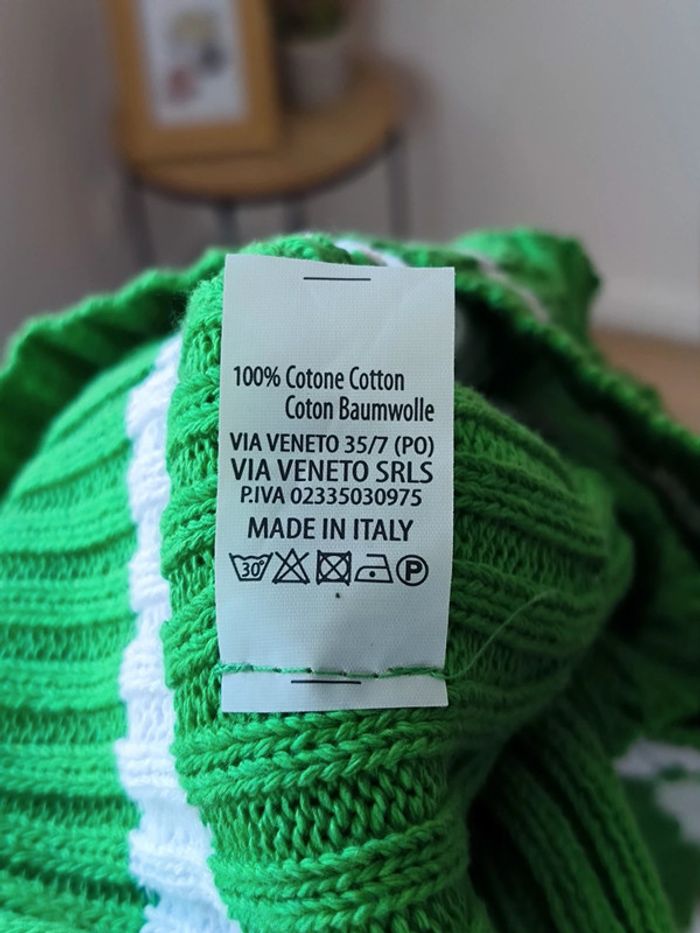 100% Cotone Cotton
Coton Baumwolle
VIA VENETO 35/7 (PO)
VIA VENETO SRLS
P.IVA 02335030975
MADE IN ITALY
30° P